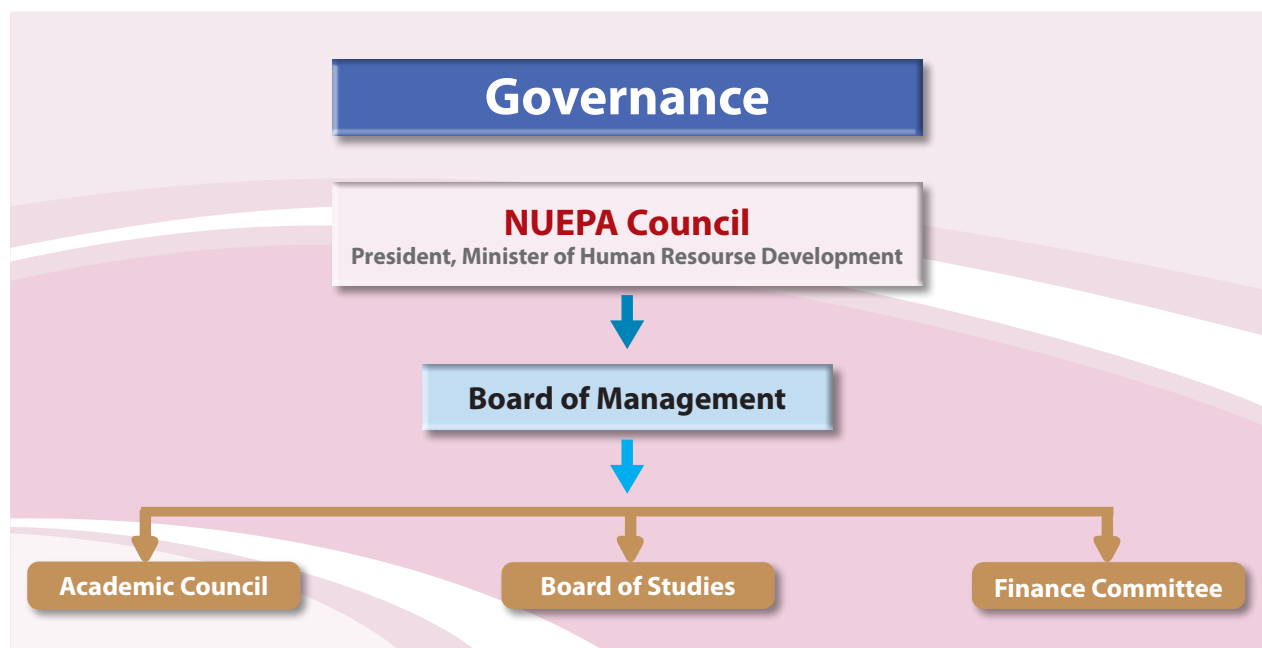 Governance
NUEPA Council
President, Minister of Human Resourse Development
Board of Management
Academic Council
Board of Studies
Finance Committee